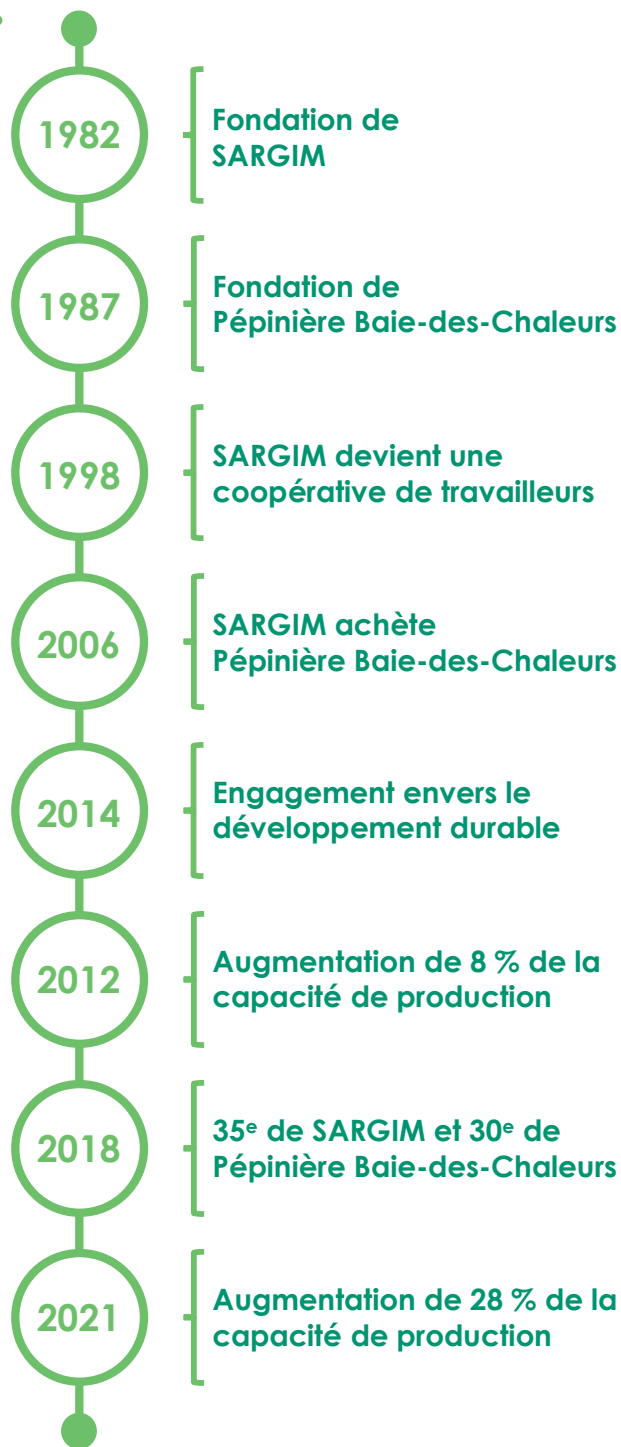 1982
Fondation de
SARGIM
1987
Fondation de
Pépinière Baie-des-Chaleurs
1998
SARGIM devient une
coopérative de travailleurs
2006
SARGIM achète
Pépinière Baie-des-Chaleurs
2014
Engagement envers le
développement durable
2012
Augmentation de 8 % de la
capacité de production
2018
35e de SARGIM et 30e de
Pépinière Baie-des-Chaleurs
2021
Augmentation de 28 % de la
capacité de production